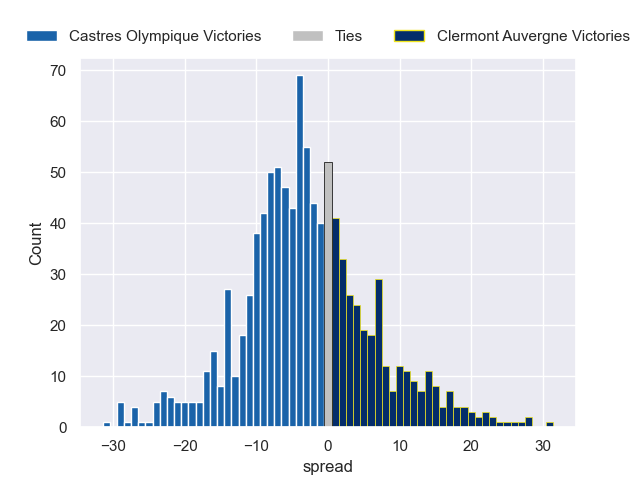 Castres Olympique Victories Ties Clermont Auvergne Victories
70
60
50
40
30
20
10
0
Count
−30 −20 −10 0 10 20 30
spread